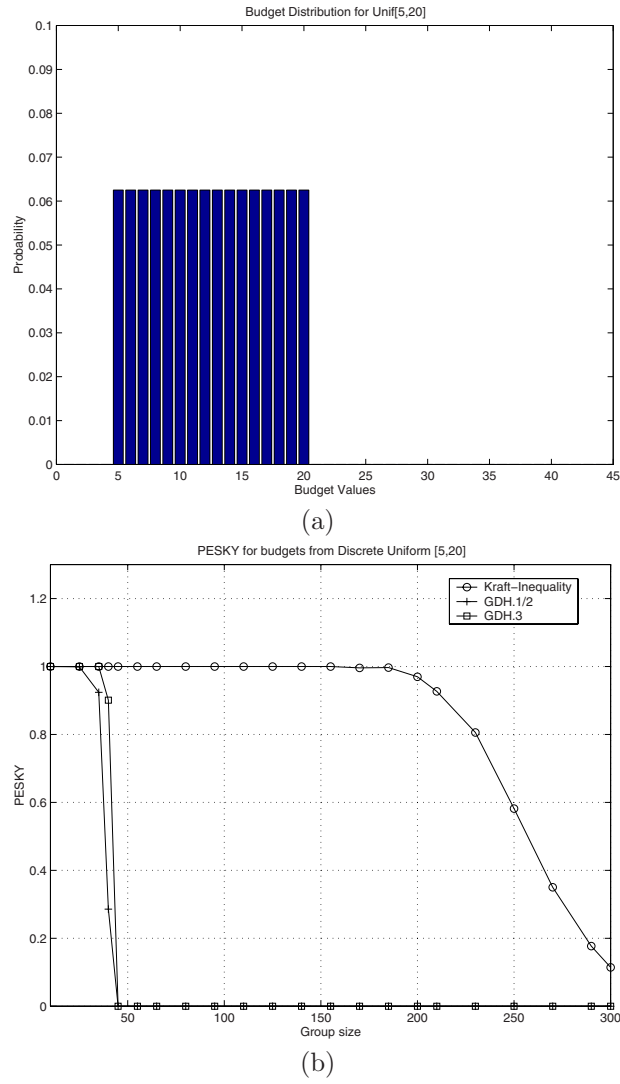 Budget Distribution for Unif[5,20]
0.1
0.09
0.08
0.07
0.06
0.05
0.04
0.03
0.02
0.01
0
Probability
0 5 10 15 20 25 30 35 40 45
Budget Values
(a)
PESKY for budgets from Discrete Uniform [5,20]
Kraft-Inequality
GDH.1/2
GDH.3
1.2
1
0.8
0.6
0.4
0.2
0
PESKY
50 100 150 200 250 300
Group size
(b)